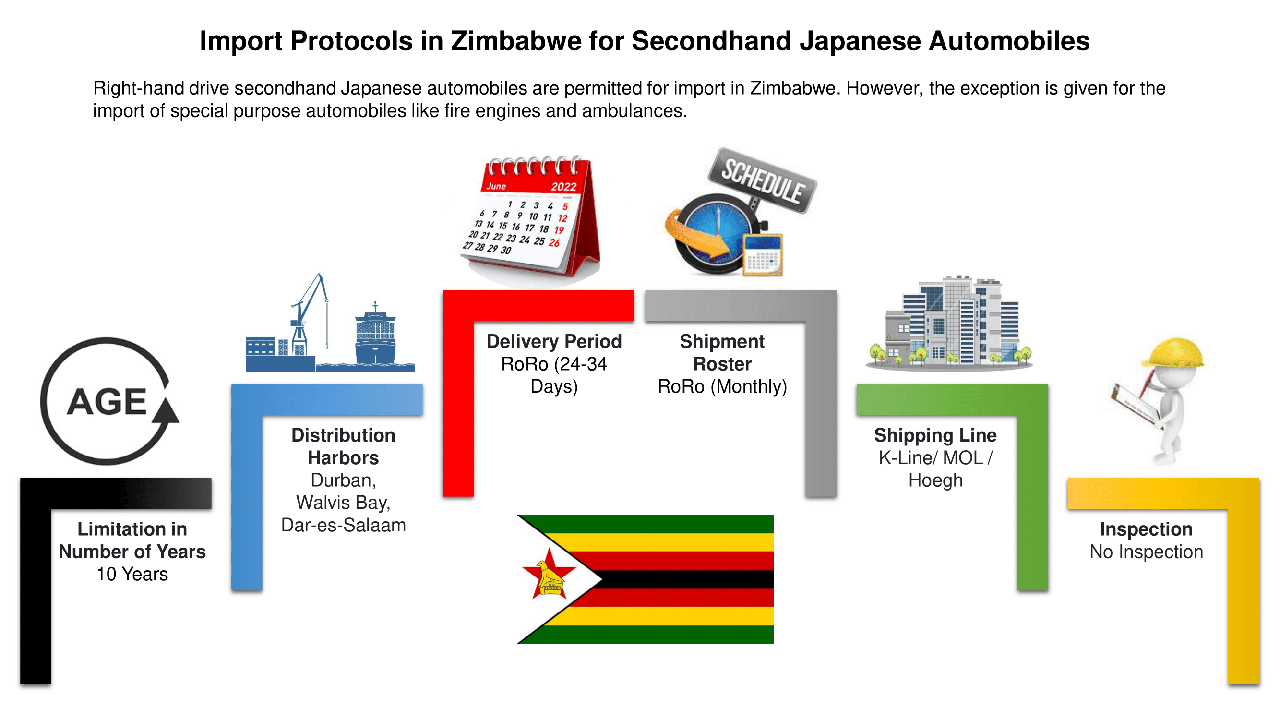 Import Protocols in Zimbabwe for Secondhand Japanese Automobiles
Right-hand drive secondhand Japanese automobiles are permitted for import in Zimbabwe. However, the exception is given for the
import of special purpose automobiles like fire engines and ambulances.
AGE
Limitation in
Number of Years
10 Years
Distribution
Harbors
Durban,
Walvis Bay,
Dar-es-Salaam
June 2022
1 2 3 4 5
6 7 8 9 10 11 12
13 14 15 16 17 18 19
20 21 22 23 24 25 26
27 28 29 30
Delivery Period
RoRo (24-34
Days)
SCHEDULE
Shipment
Roster
RoRo (Monthly)
Shipping Line
K-Line/ MOL /
Hoegh
Inspection
No Inspection